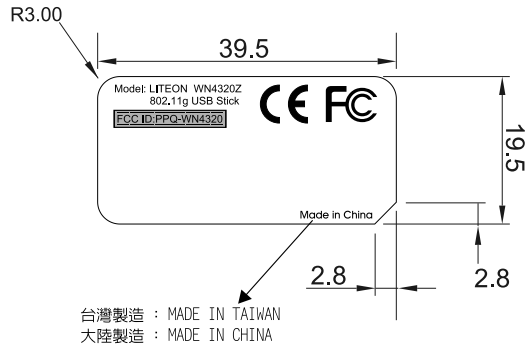 R3.00
39.5
Model: LITEON WN4320Z
802.11g USB Stick
CE FC
FCC ID:PPQ-WN4320
19.5
Made in China
2.8
2.8
台灣製造 : MADE IN TAIWAN
大陸製造 : MADE IN CHINA